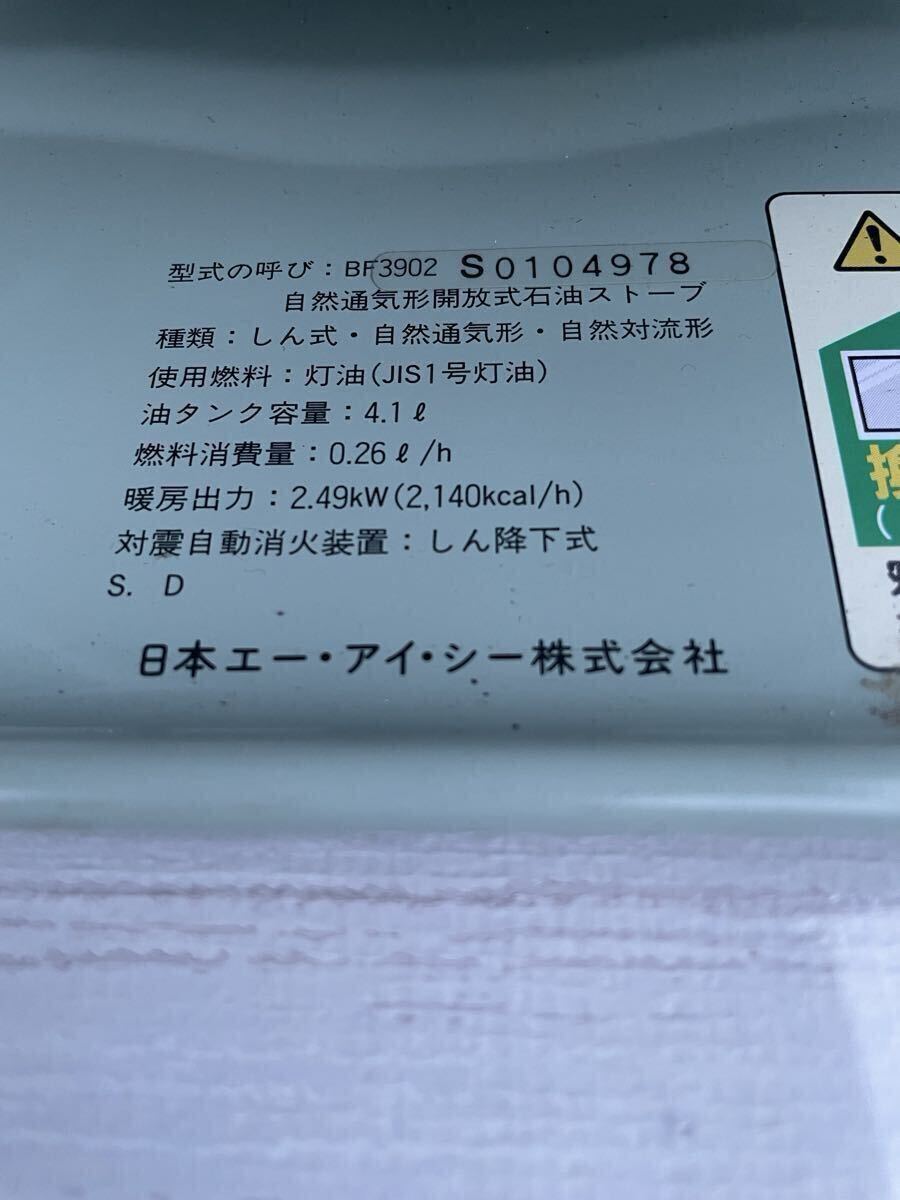 型式の呼び：BF3902 S0104978
自然通気形開放式石油ストーブ
種類：しん式・自然通気形・自然対流形
使用燃料：灯油(JIS1号灯油)
油タンク容量：4.1ℓ
燃料消費量：0.26ℓ/h
暖房出力：2.49kW(2,140kcal/h)
対震自動消火装置：しん降下式
S. D
日本エー・アイ・シー株式会社